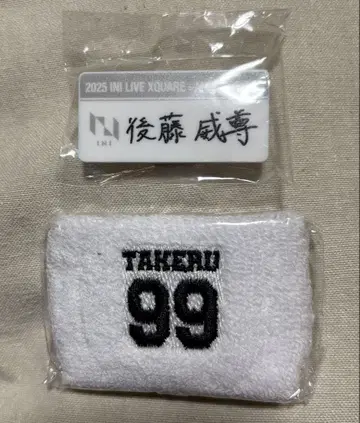 2025 INI LIVE XQUARE
INI
後藤 威尊
TAKERU
99